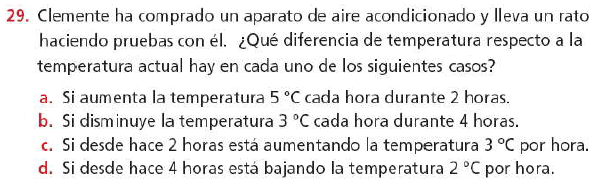 29. Clemente ha comprado un aparato de aire acondicionado y lleva un rato
haciendo pruebas con él. ¿Qué diferencia de temperatura respecto a la
temperatura actual hay en cada uno de los siguientes casos?
a. Si aumenta la temperatura 5 °C cada hora durante 2 horas.
b. Si disminuye la temperatura 3 °C cada hora durante 4 horas.
c. Si desde hace 2 horas está aumentando la temperatura 3 °C por hora.
d. Si desde hace 4 horas está bajando la temperatura 2 °C por hora.